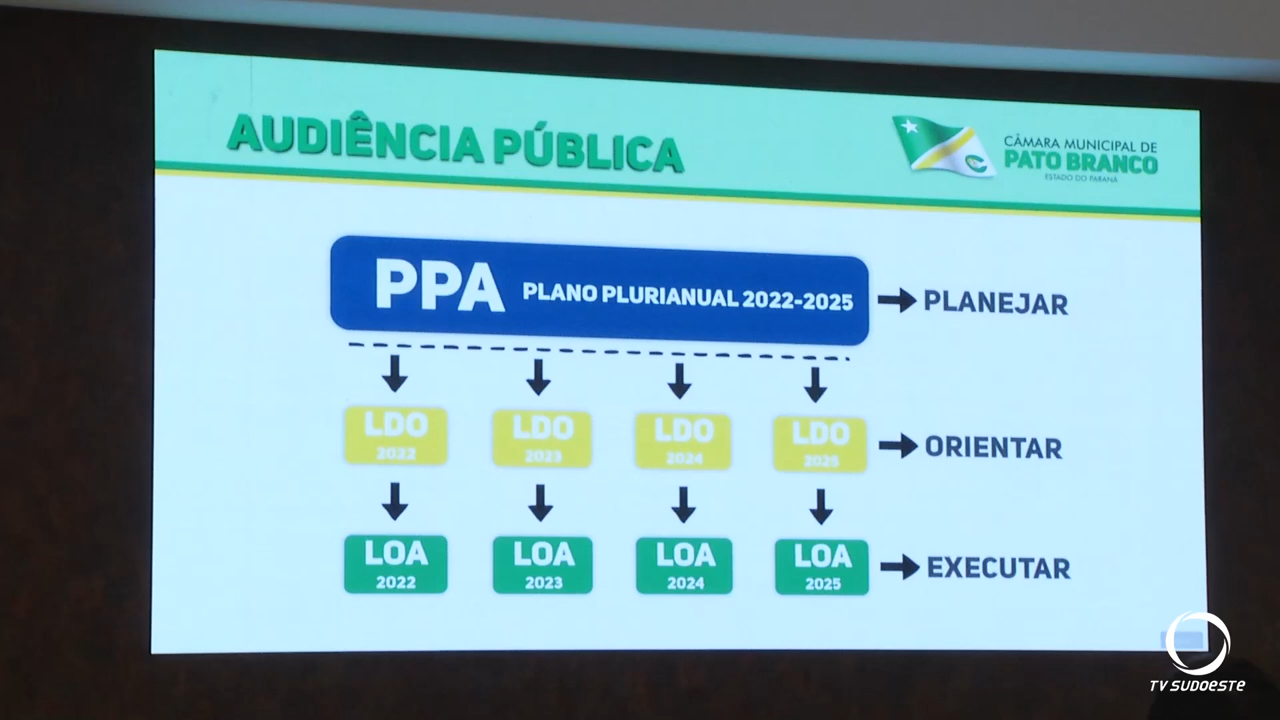 AUDIÊNCIA PÚBLICA
CÂMARA MUNICIPAL DE
PATO BRANCO
ESTADO DO PARANÁ
PPA PLANO PLURIANUAL 2022-2025
PLANEJAR
LDO LDO LDO LDO
2022 2023 2024 2025
ORIENTAR
LOA LOA LOA LOA
2022 2023 2024 2025
EXECUTAR
TV SUDOESTE